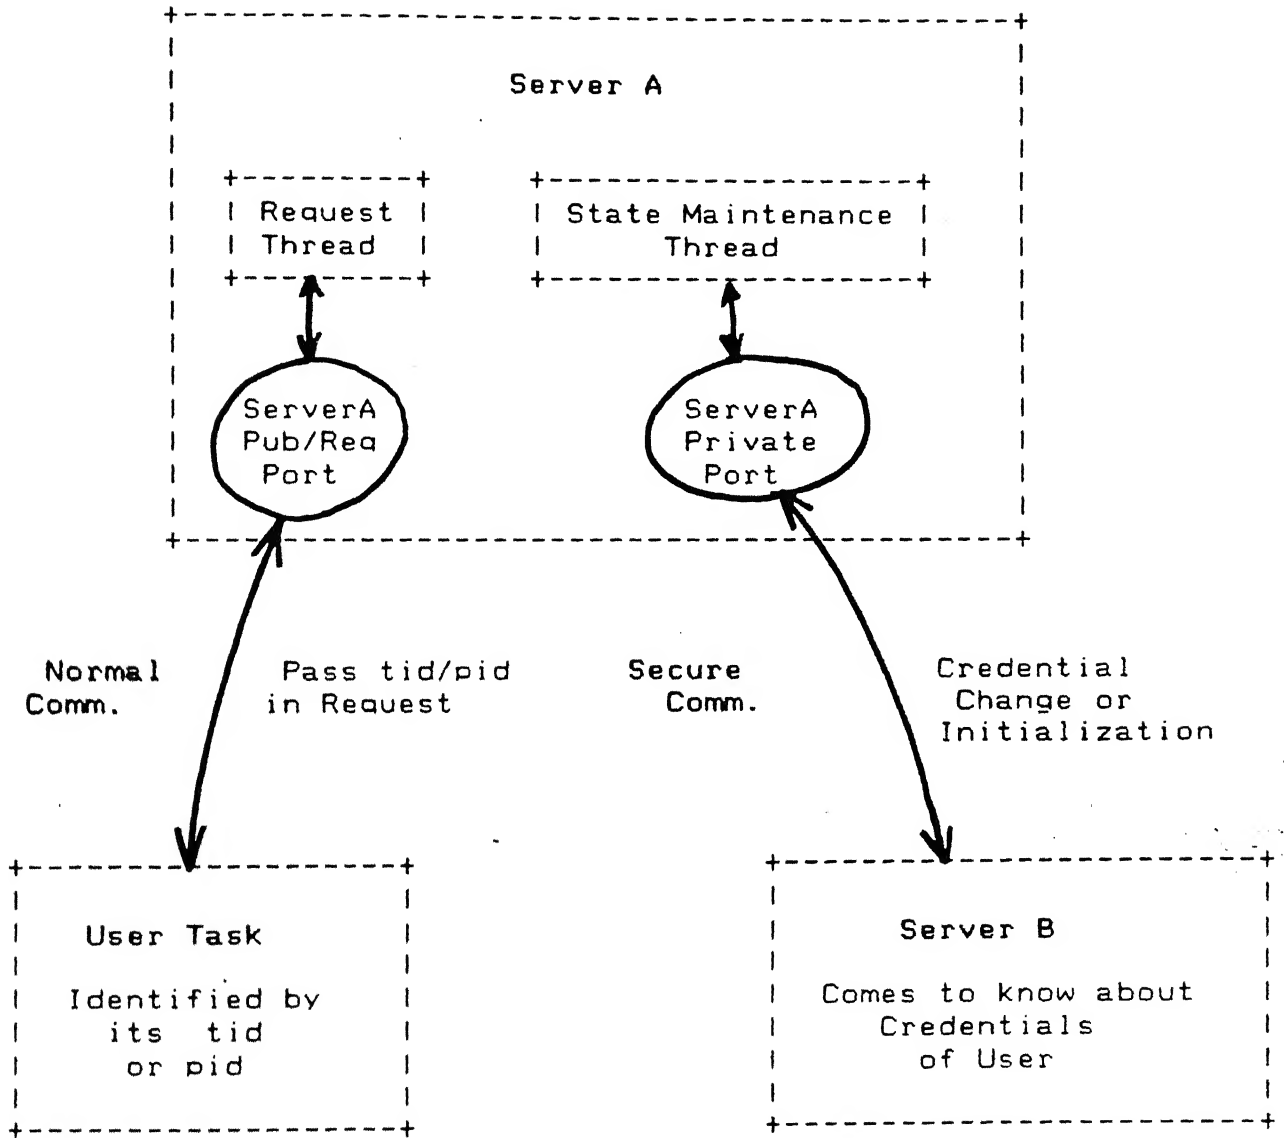 Server A
Request
Thread
State Maintenance
Thread
ServerA
Pub/Req
Port
ServerA
Private
Port
Normal
Comm.
Pass tid/pid
in Request
Secure
Comm.
Credential
Change or
Initialization
User Task
Identified by
its tid
or pid
Server B
Comes to know about
Credentials
of User